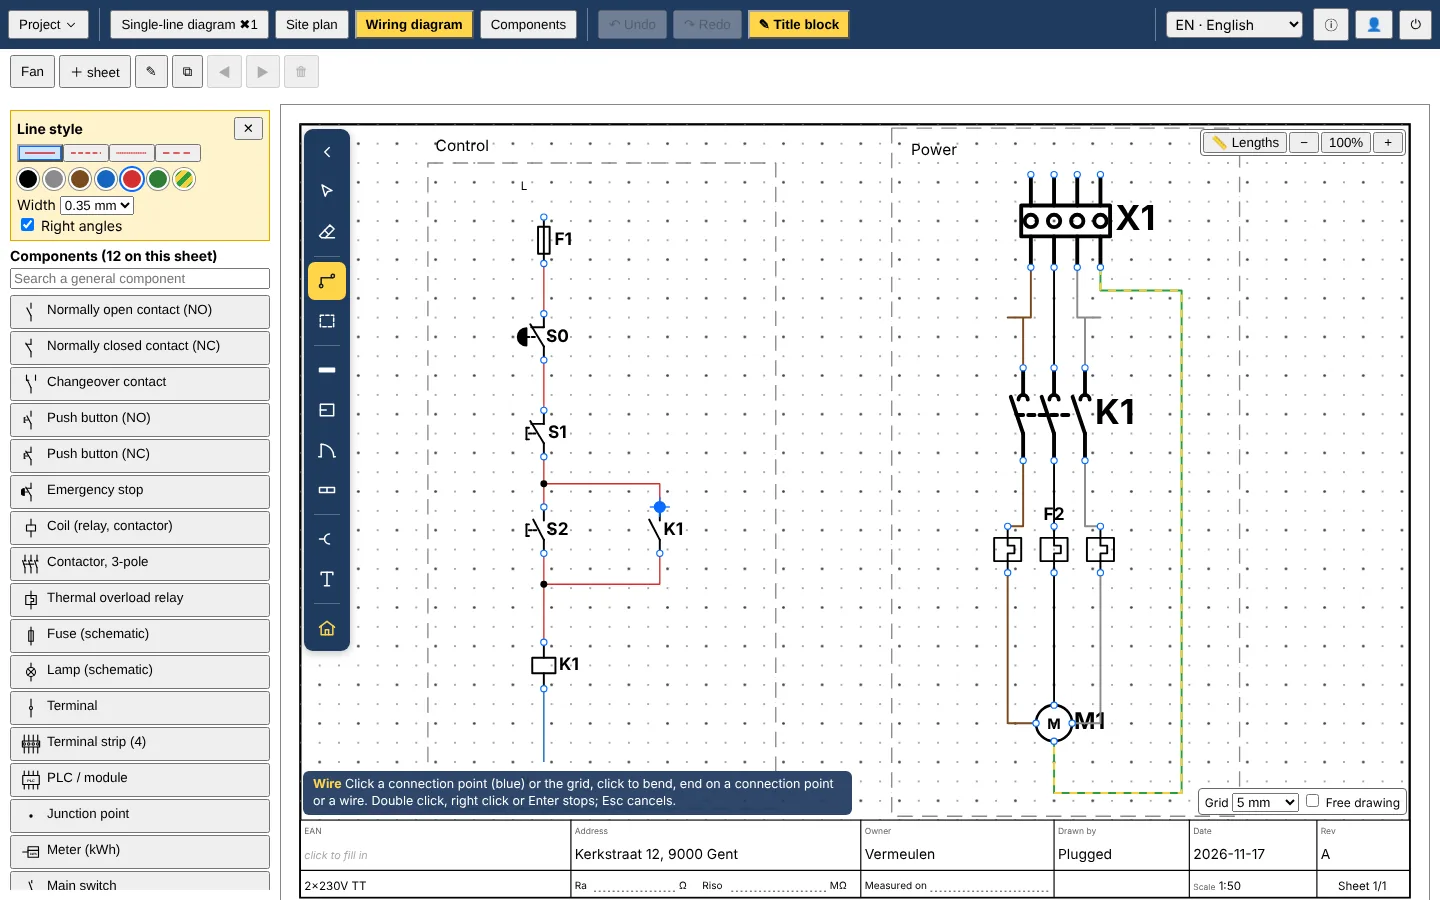 Project
Single-line diagram ✖1
Site plan
Wiring diagram
Components
↶ Undo
↷ Redo
✎ Title block
EN · English
Fan
+ sheet
Line style
Width 0.35 mm
Right angles
Components (12 on this sheet)
Search a general component
Normally open contact (NO)
Normally closed contact (NC)
Changeover contact
Push button (NO)
Push button (NC)
Emergency stop
Coil (relay, contactor)
Contactor, 3-pole
Thermal overload relay
Fuse (schematic)
Lamp (schematic)
Terminal
Terminal strip (4)
PLC / module
Junction point
Meter (kWh)
Main switch
Control
L
F1
S0
S1
S2
K1
K1
Power
Lengths
−
100%
+
X1
K1
F2
M
M1
Wire Click a connection point (blue) or the grid, click to bend, end on a connection point
or a wire. Double click, right click or Enter stops; Esc cancels.
Grid 5 mm
Free drawing
EAN
click to fill in
Address
Kerkstraat 12, 9000 Gent
Owner
Vermeulen
Drawn by
Plugged
Date
2026-11-17
Rev
A
2×230V TT
Ra Ω Riso MΩ
Measured on
Scale 1:50
Sheet 1/1